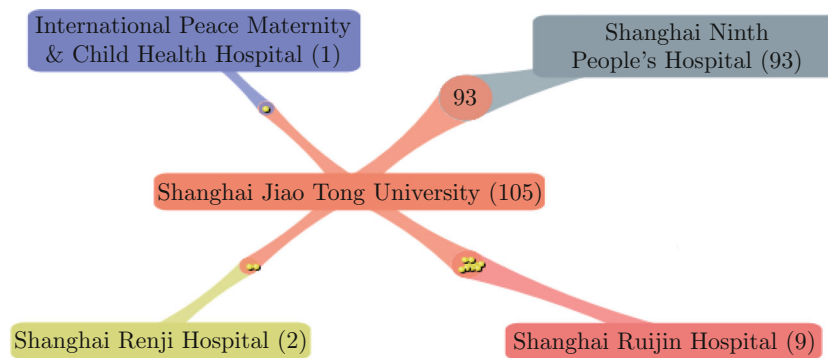 International Peace Maternity
& Child Health Hospital (1)
Shanghai Ninth
People's Hospital (93)
93
Shanghai Jiao Tong University (105)
Shanghai Renji Hospital (2)
Shanghai Ruijin Hospital (9)